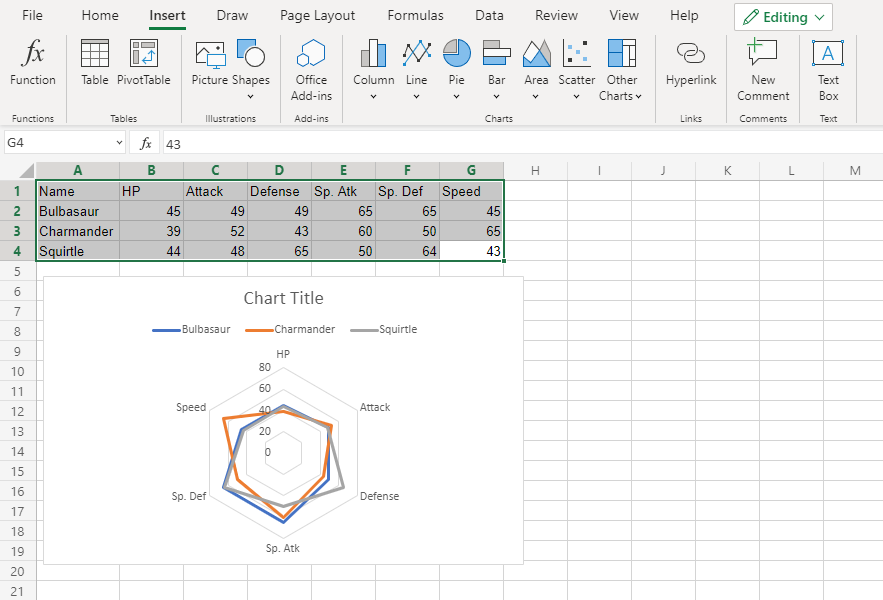 File Home Insert Draw Page Layout Formulas Data Review View Help Editing
fx
Function Table PivotTable Picture Shapes Office Add-ins Column Line Pie Bar Area Scatter Other Charts Hyperlink New Comment A Text Box
Functions Tables Illustrations Add-ins Charts Links Comments Text
G4 fx 43
A B C D E F G H I J K L M
1 Name HP Attack Defense Sp. Atk Sp. Def Speed
2 Bulbasaur 45 49 49 65 65 45
3 Charmander 39 52 43 60 50 65
4 Squirtle 44 48 65 50 64 43
5
6
7
8
9
10
11
12
13
14
15
16
17
18
19
20
21
Chart Title
Bulbasaur Charmander Squirtle
HP
80
60
Speed 40 Attack
20
0
Sp. Def Defense
Sp. Atk